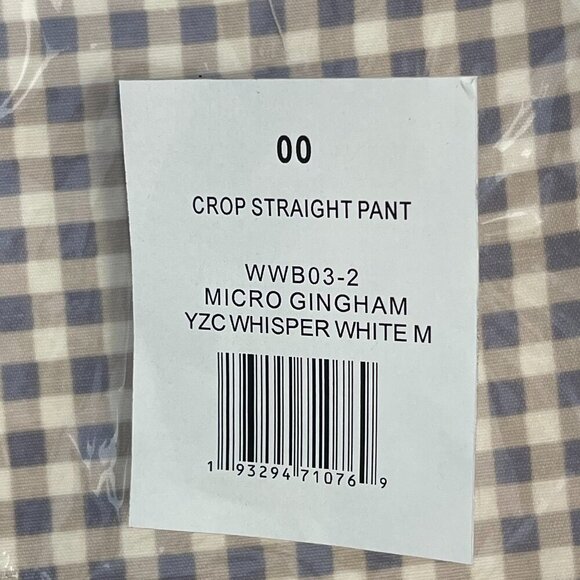 00
CROP STRAIGHT PANT
WWB03-2
MICRO GINGHAM
YZC WHISPER WHITE M
1 93294 71076 9